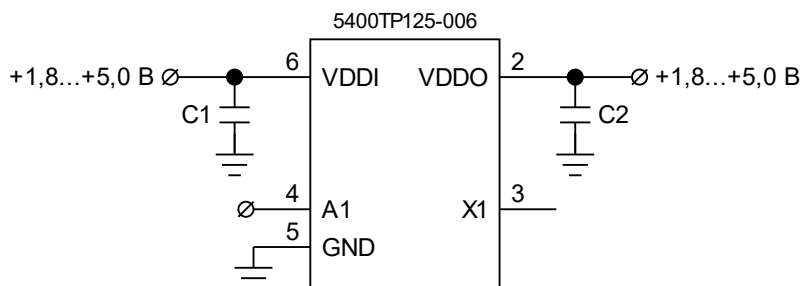 5400TP125-006
+1,8...+5,0 В 6 VDDI VDDO 2 +1,8...+5,0 В
C1 C2
4 A1 X1 3
5 GND